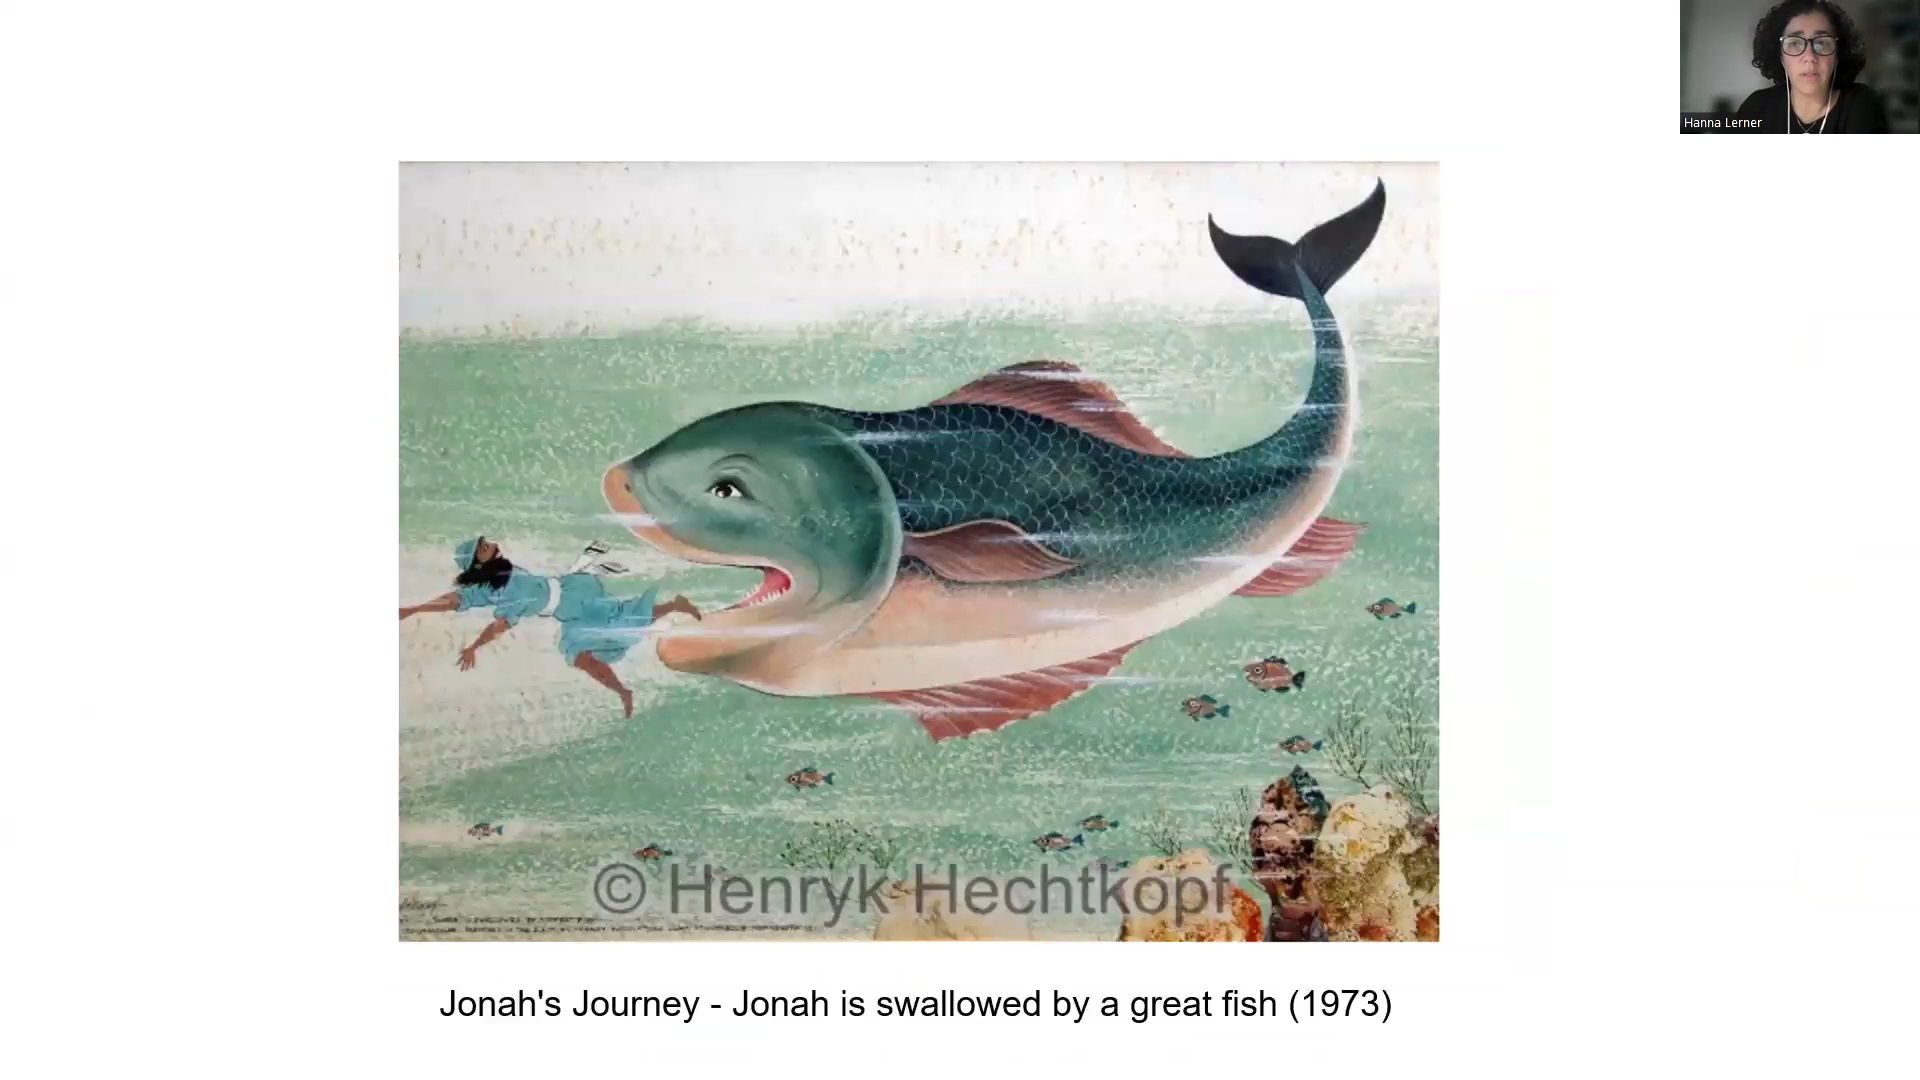 Hanna Lerner
© Henryk Hechtkopf
Jonah's Journey - Jonah is swallowed by a great fish (1973)